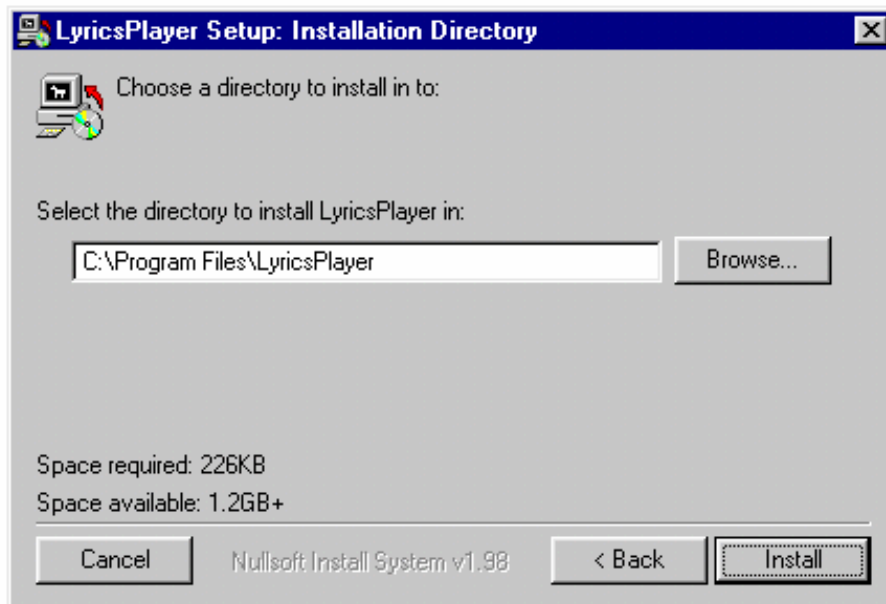 LyricsPlayer Setup: Installation Directory
Choose a directory to install in to:
Select the directory to install LyricsPlayer in:
C:\Program Files\LyricsPlayer
Browse...
Space required: 226KB
Space available: 1.2GB+
Cancel
Nullsoft Install System v1.98
< Back
Install